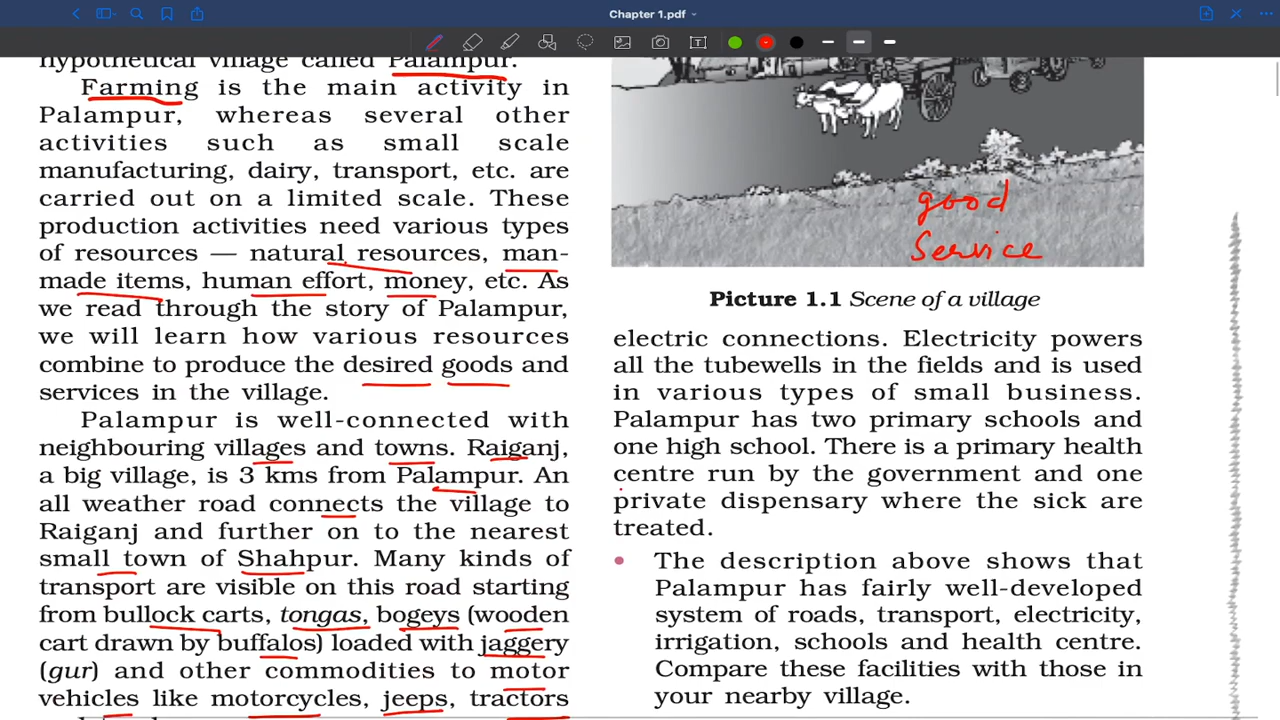 Chapter 1.pdf
T
hypothetical village called Palampur.
Farming is the main activity in
Palampur, whereas several other
activities such as small scale
manufacturing, dairy, transport, etc. are
carried out on a limited scale. These
production activities need various types
of resources — natural resources, man-
made items, human effort, money, etc. As
we read through the story of Palampur,
we will learn how various resources
combine to produce the desired goods and
services in the village.
Palampur is well-connected with
neighbouring villages and towns. Raiganj,
a big village, is 3 kms from Palampur. An
all weather road connects the village to
Raiganj and further on to the nearest
small town of Shahpur. Many kinds of
transport are visible on this road starting
from bullock carts, tongas, bogeys (wooden
cart drawn by buffalos) loaded with jaggery
(gur) and other commodities to motor
vehicles like motorcycles, jeeps, tractors
good
Service
Picture 1.1 Scene of a village
electric connections. Electricity powers
all the tubewells in the fields and is used
in various types of small business.
Palampur has two primary schools and
one high school. There is a primary health
centre run by the government and one
private dispensary where the sick are
treated.
• The description above shows that
Palampur has fairly well-developed
system of roads, transport, electricity,
irrigation, schools and health centre.
Compare these facilities with those in
your nearby village.